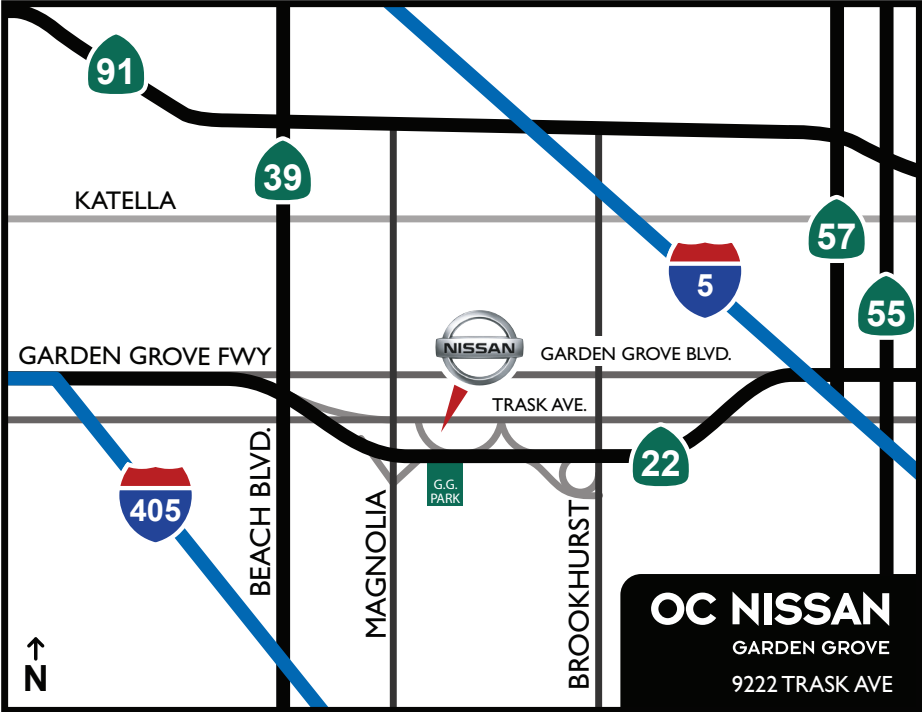 91
39
KATELLA
57
5
55
NISSAN
GARDEN GROVE FWY
GARDEN GROVE BLVD.
TRASK AVE.
22
G.G.
PARK
405
BEACH BLVD.
MAGNOLIA
BROOKHURST
N
OC NISSAN
GARDEN GROVE
9222 TRASK AVE